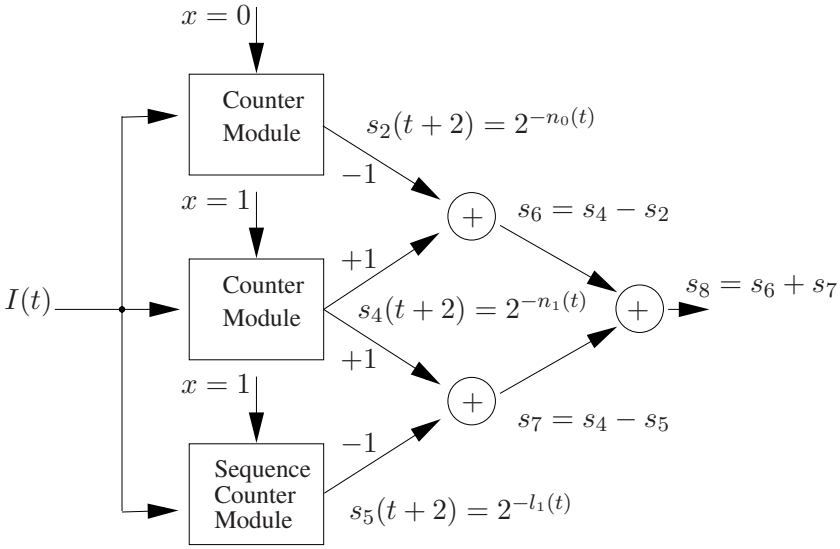 x = 0
Counter
Module
s_2(t + 2) = 2^{-n_0(t)}
−1
s_6 = s_4 − s_2
x = 1
+1
Counter
Module
I(t)
s_4(t + 2) = 2^{-n_1(t)}
+
+
+
s_8 = s_6 + s_7
+1
x = 1
−1
s_7 = s_4 − s_5
Sequence
Counter
Module
s_5(t + 2) = 2^{-l_1(t)}